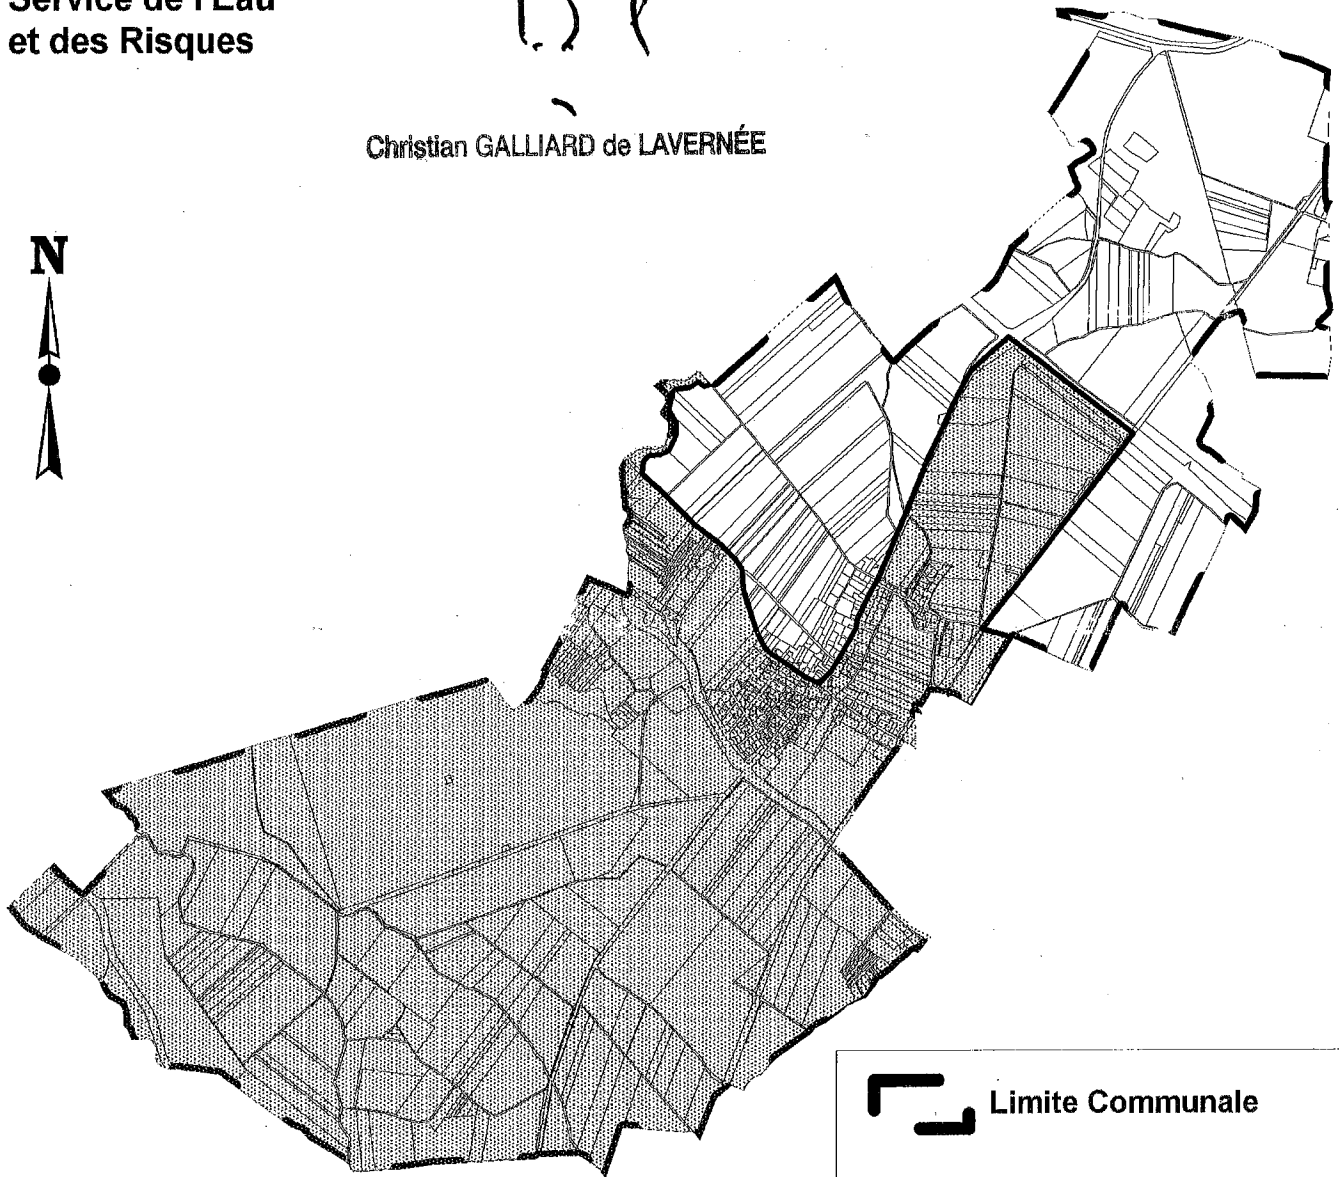 Service de l'Eau
et des Risques
Christian GALLIARD de LAVERNÉE
N
Limite Communale